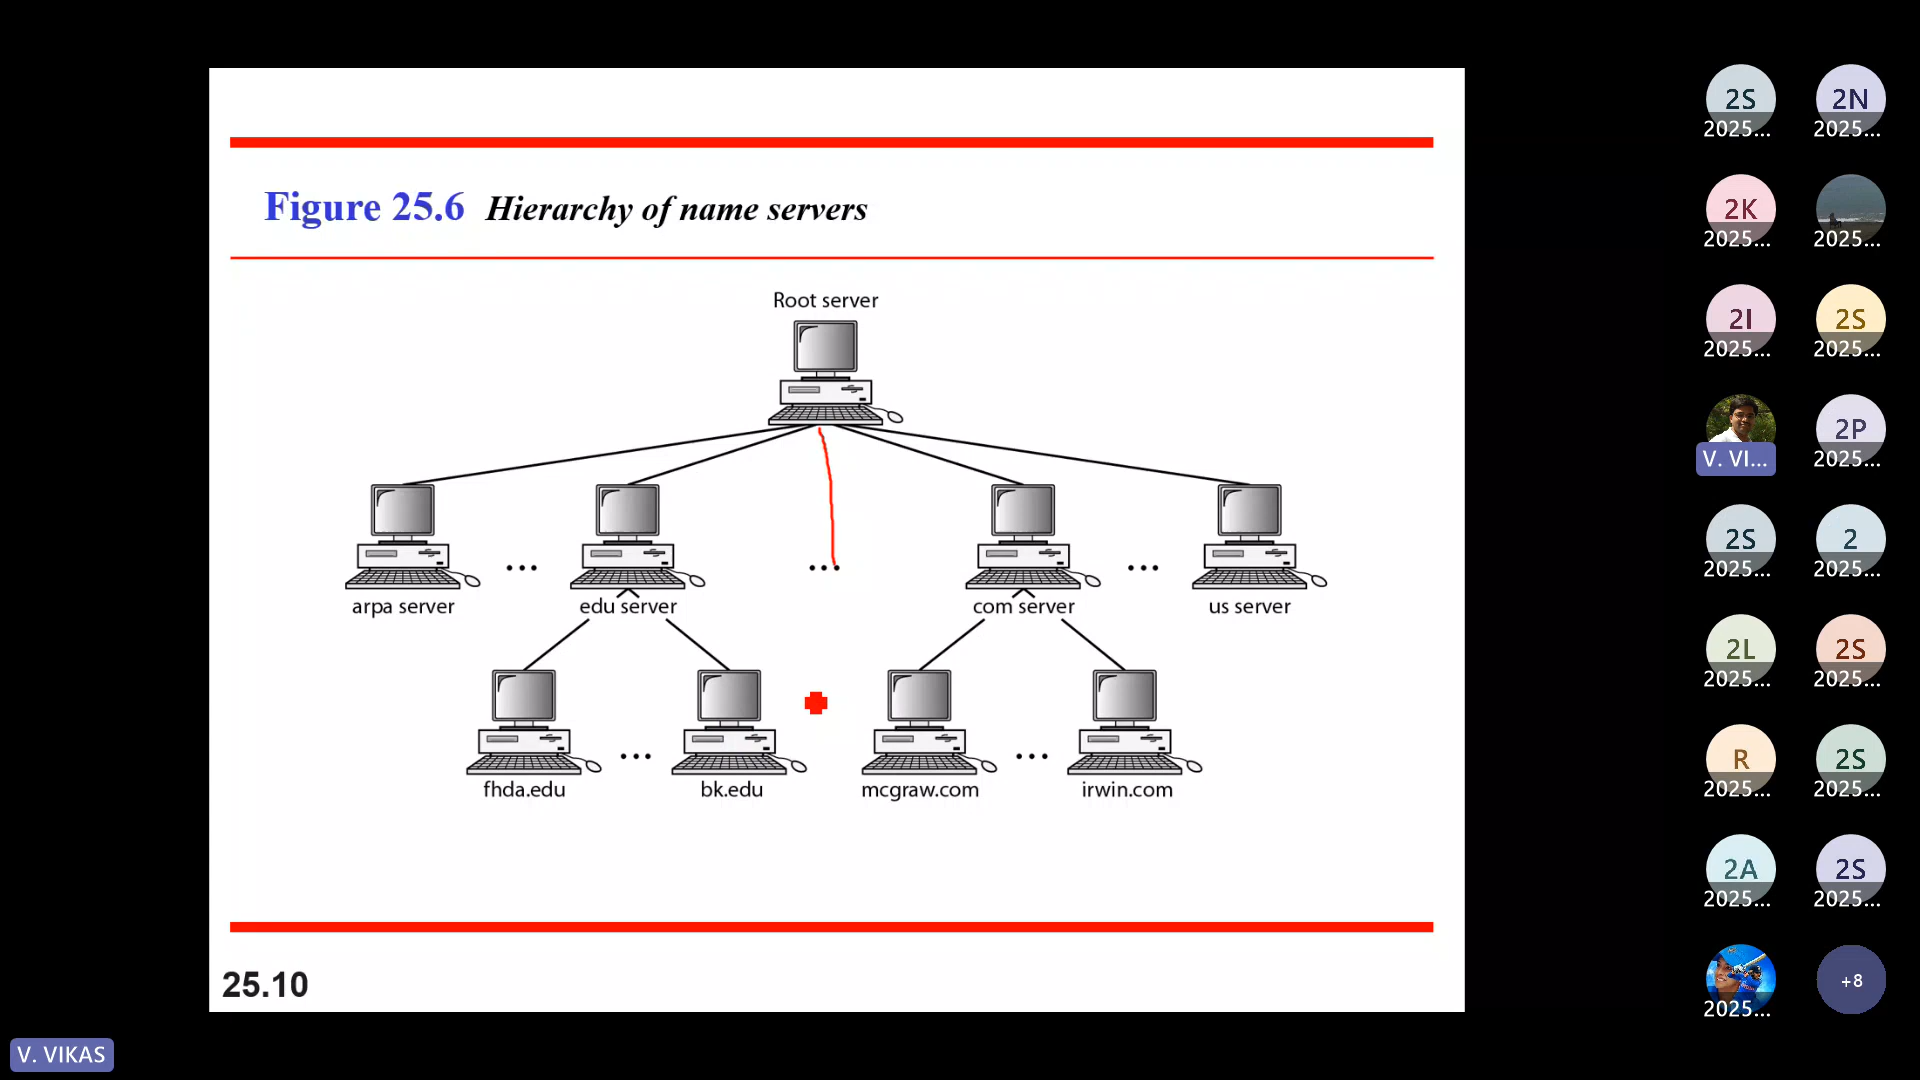 Figure 25.6 Hierarchy of name servers
Root server
arpa server
edu server
com server
us server
fhda.edu
bk.edu
mcgraw.com
irwin.com
25.10
V. VIKAS
2S
2025...
2N
2025...
2K
2025...
2025...
2I
2025...
2S
2025...
V. VI...
2P
2025...
2S
2025...
2
2025...
2L
2025...
2S
2025...
R
2025...
2S
2025...
2A
2025...
2S
2025...
2025...
+8